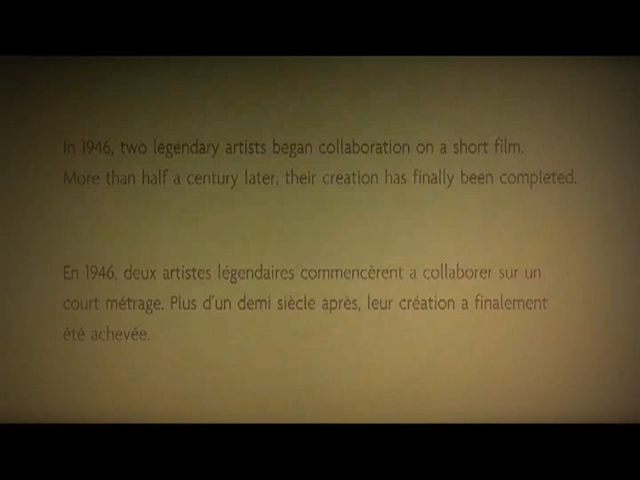 In 1946, two legendary artists began collaboration on a short film.
More than half a century later, their creation has finally been completed.
En 1946, deux artistes légendaires commencèrent a collaborer sur un
court métrage. Plus d'un demi siècle après, leur création a finalement
été achevée.